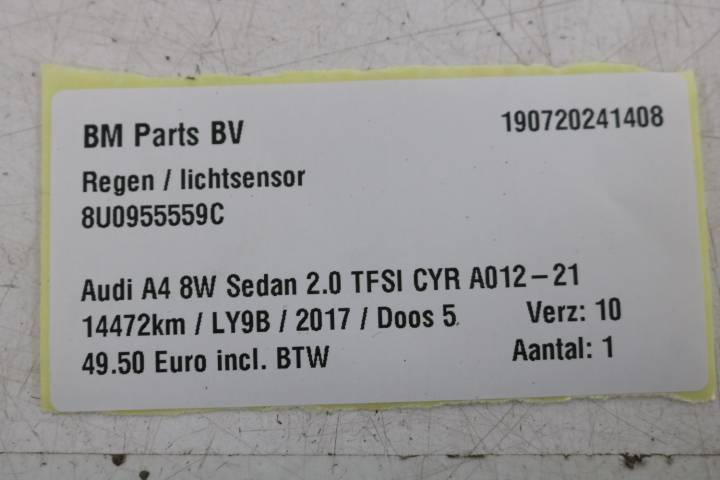 BM Parts BV 190720241408
Regen / lichtsensor
8U0955559C
Audi A4 8W Sedan 2.0 TFSI CYR A012-21
14472km / LY9B / 2017 / Doos 5 Verz: 10
49.50 Euro incl. BTW Aantal: 1